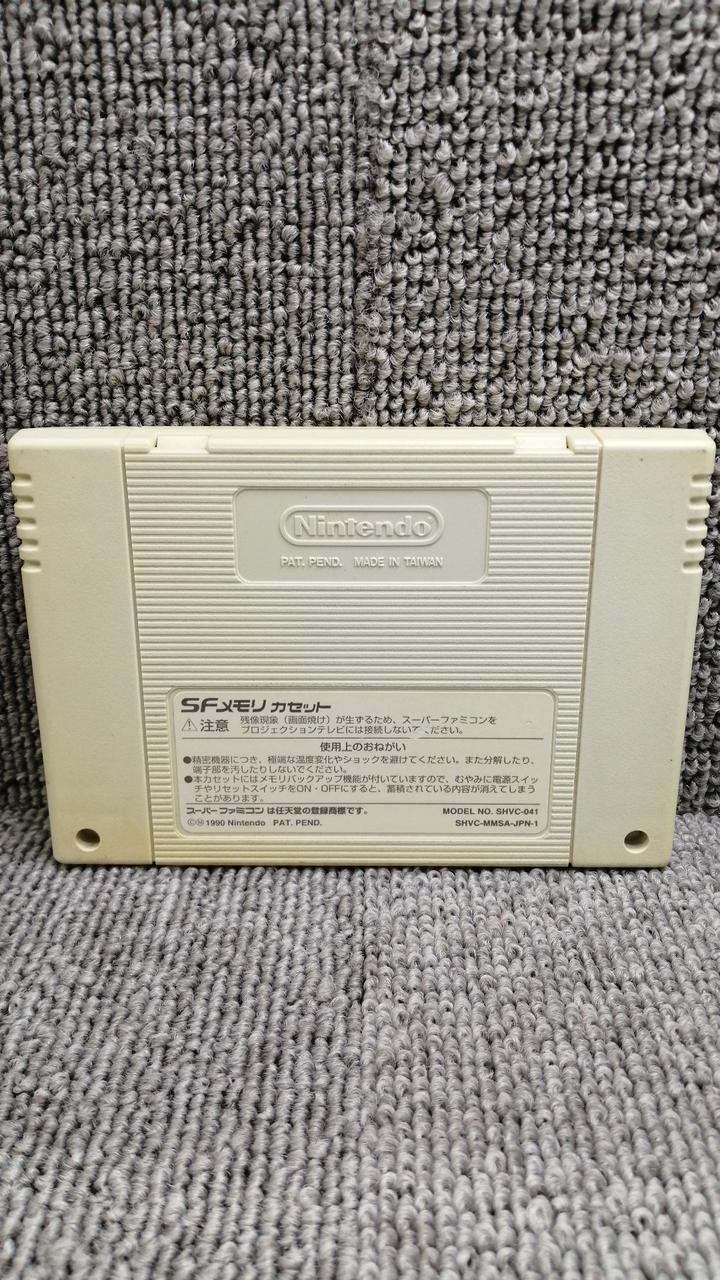 Nintendo
PAT. PEND. MADE IN TAIWAN
SFメモリ カセット
⚠注意 残像現象（画面焼け）が生ずるため、スーパーファミコンを
プロジェクションテレビには接続しないで ださい。
使用上のおねがい
●精密機器につき、極端な温度変化やショックを避けてください。また分解したり、
端子部を汚したりしないでください。
●本カセットにはメモリバックアップ機能が付いていますので、むやみに電源スイッ
チやリセットスイッチをON・OFFにすると、蓄積されている内容が消えてしまう
ことがあります。
スーパーファミコン は任天堂の登録商標です。 MODEL NO. SHVC-041
ⒸⓂ1990 Nintendo PAT. PEND. SHVC-MMSA-JPN-1